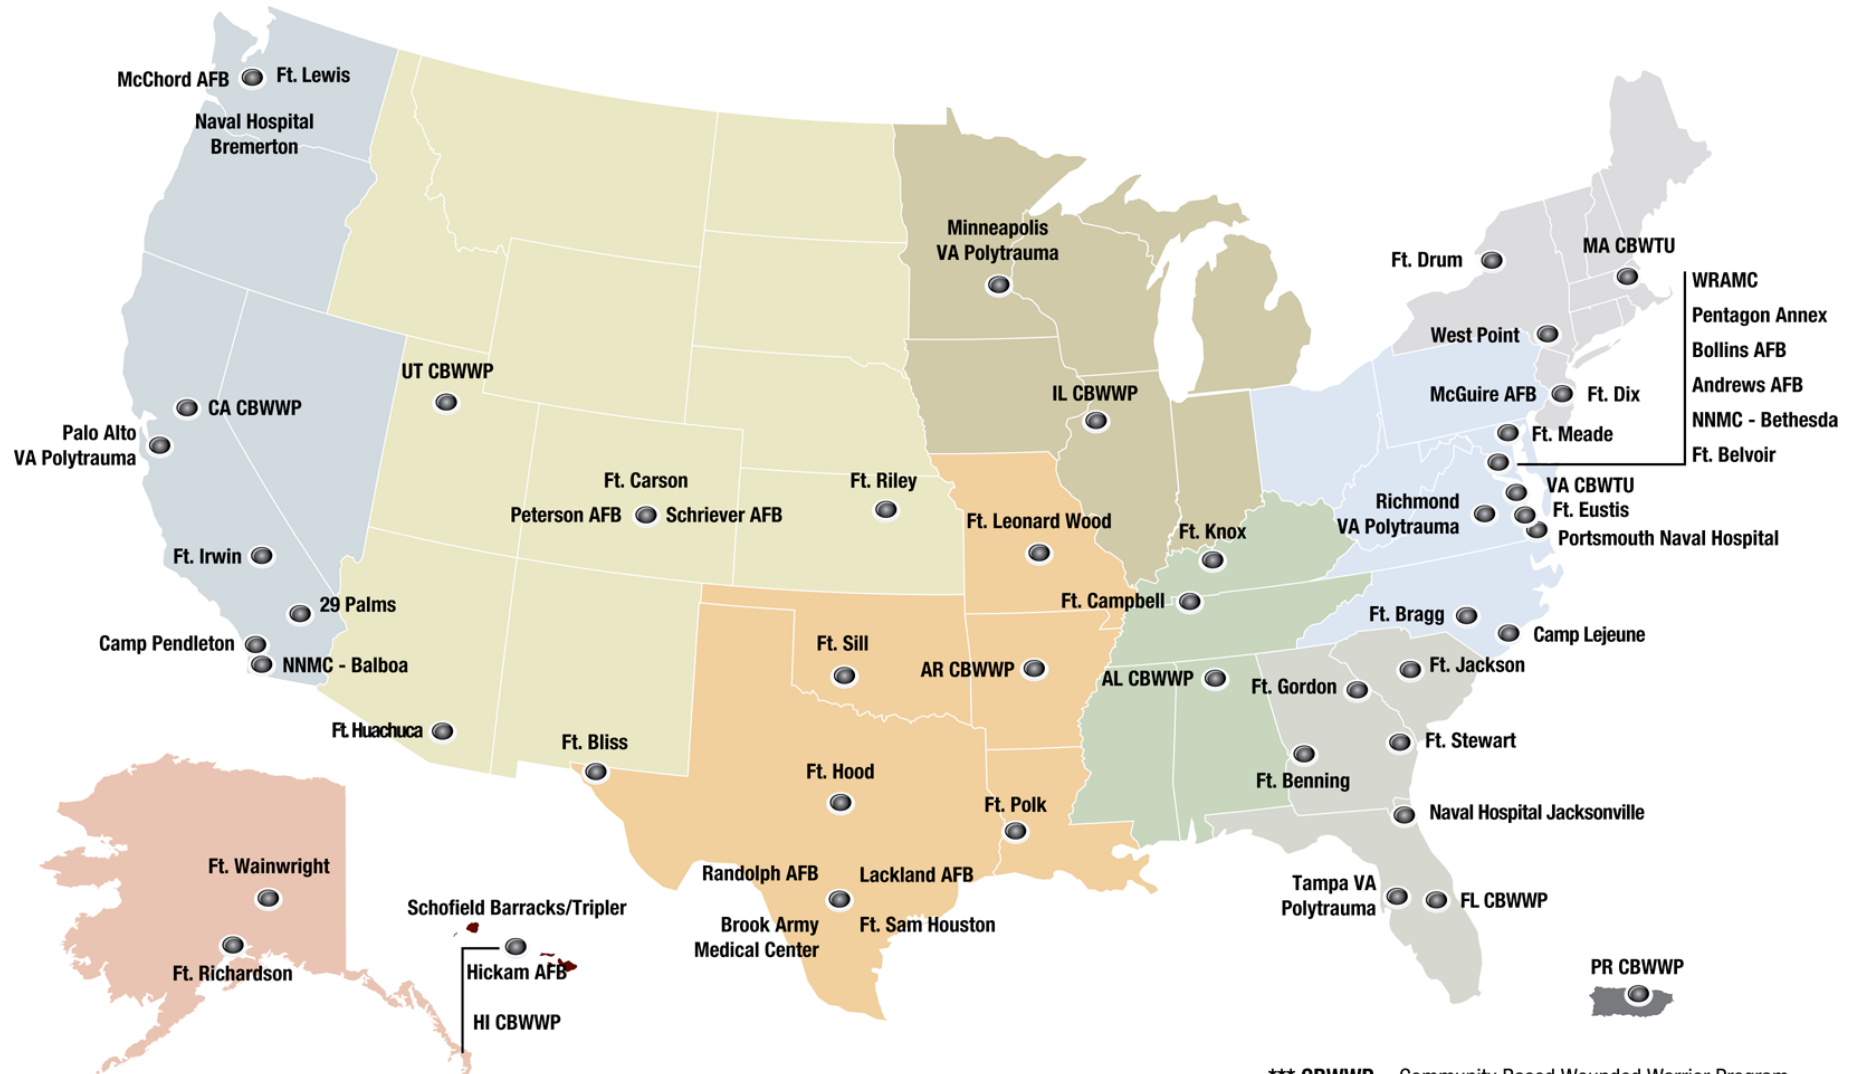 McChord AFB
Ft. Lewis
Naval Hospital
Bremerton
Minneapolis
VA Polytrauma
Ft. Drum
MA CBWTU
WRAMC
Pentagon Annex
West Point
Bollins AFB
UT CBWWP
IL CBWWP
McGuire AFB
Ft. Dix
Andrews AFB
CA CBWWP
NNMC - Bethesda
Palo Alto
VA Polytrauma
Ft. Meade
Ft. Belvoir
Ft. Carson
Peterson AFB
Schriever AFB
Ft. Riley
VA CBWTU
Richmond
VA Polytrauma
Ft. Eustis
Ft. Leonard Wood
Ft. Knox
Portsmouth Naval Hospital
Ft. Irwin
29 Palms
Ft. Campbell
Ft. Bragg
Camp Lejeune
Camp Pendleton
NNMC - Balboa
Ft. Sill
AR CBWWP
AL CBWWP
Ft. Gordon
Ft. Jackson
Ft. Huachuca
Ft. Bliss
Ft. Hood
Ft. Stewart
Ft. Benning
Ft. Polk
Naval Hospital Jacksonville
Ft. Wainwright
Randolph AFB
Lackland AFB
Tampa VA
Polytrauma
FL CBWWP
Schofield Barracks/Tripler
Brook Army
Medical Center
Ft. Sam Houston
Ft. Richardson
Hickam AFB
PR CBWWP
HI CBWWP
*** CBWWP Community Based Wounded Warrior Program